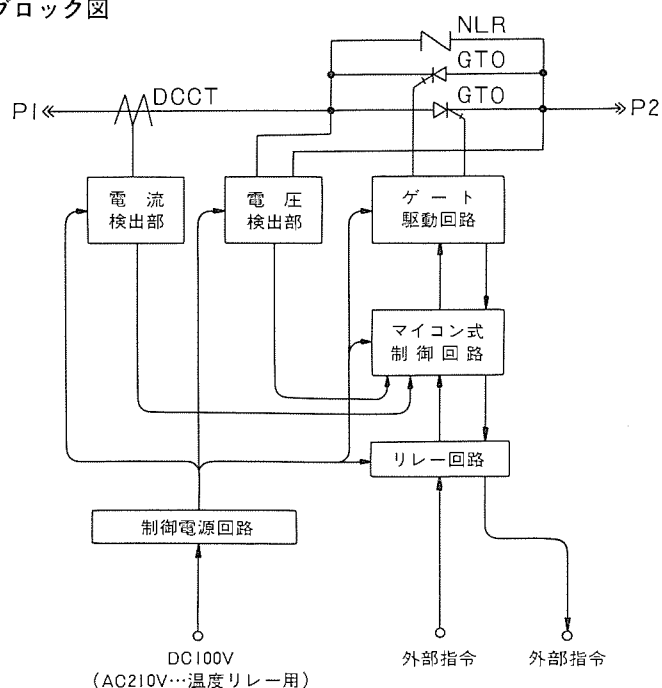 ブロック図
NLR
GTO
P1
DCCT
GTO
P2
電流
検出部
電圧
検出部
ゲート
駆動回路
マイコン式
制御回路
リレー回路
制御電源回路
DC100V
(AC210V…温度リレー用)
外部指令
外部指令